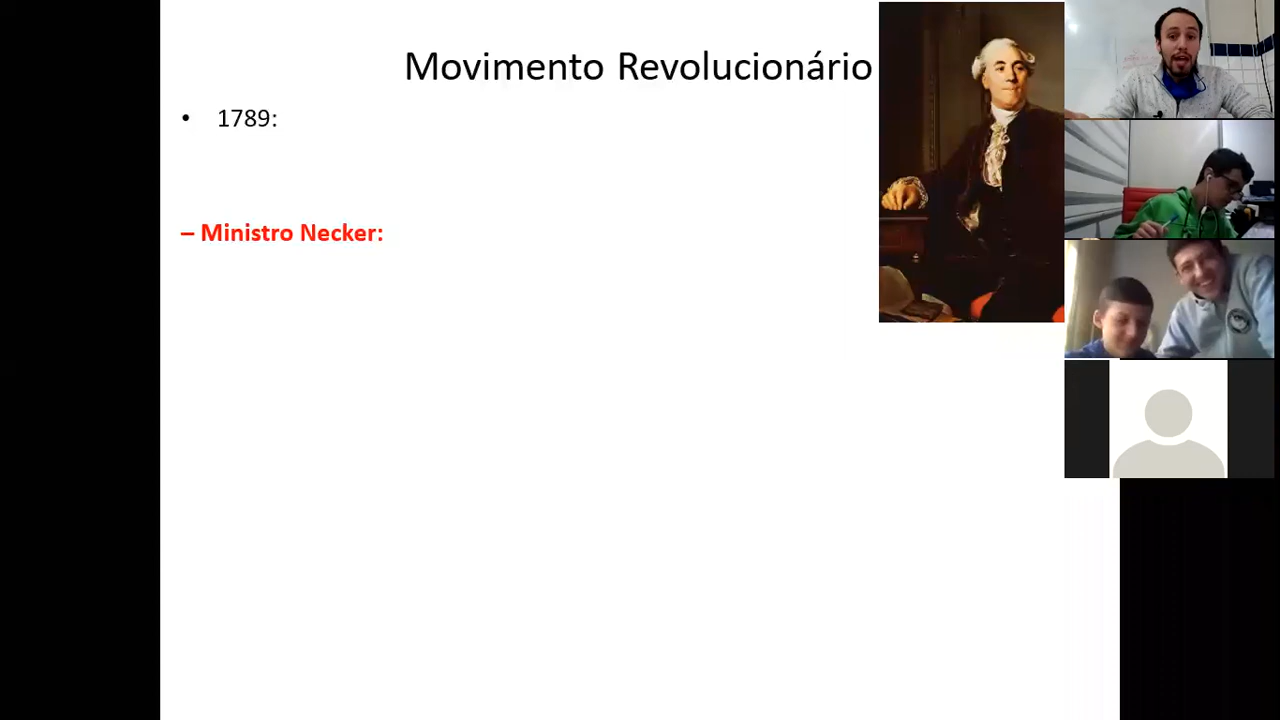 Movimento Revolucionário
• 1789:
– Ministro Necker: